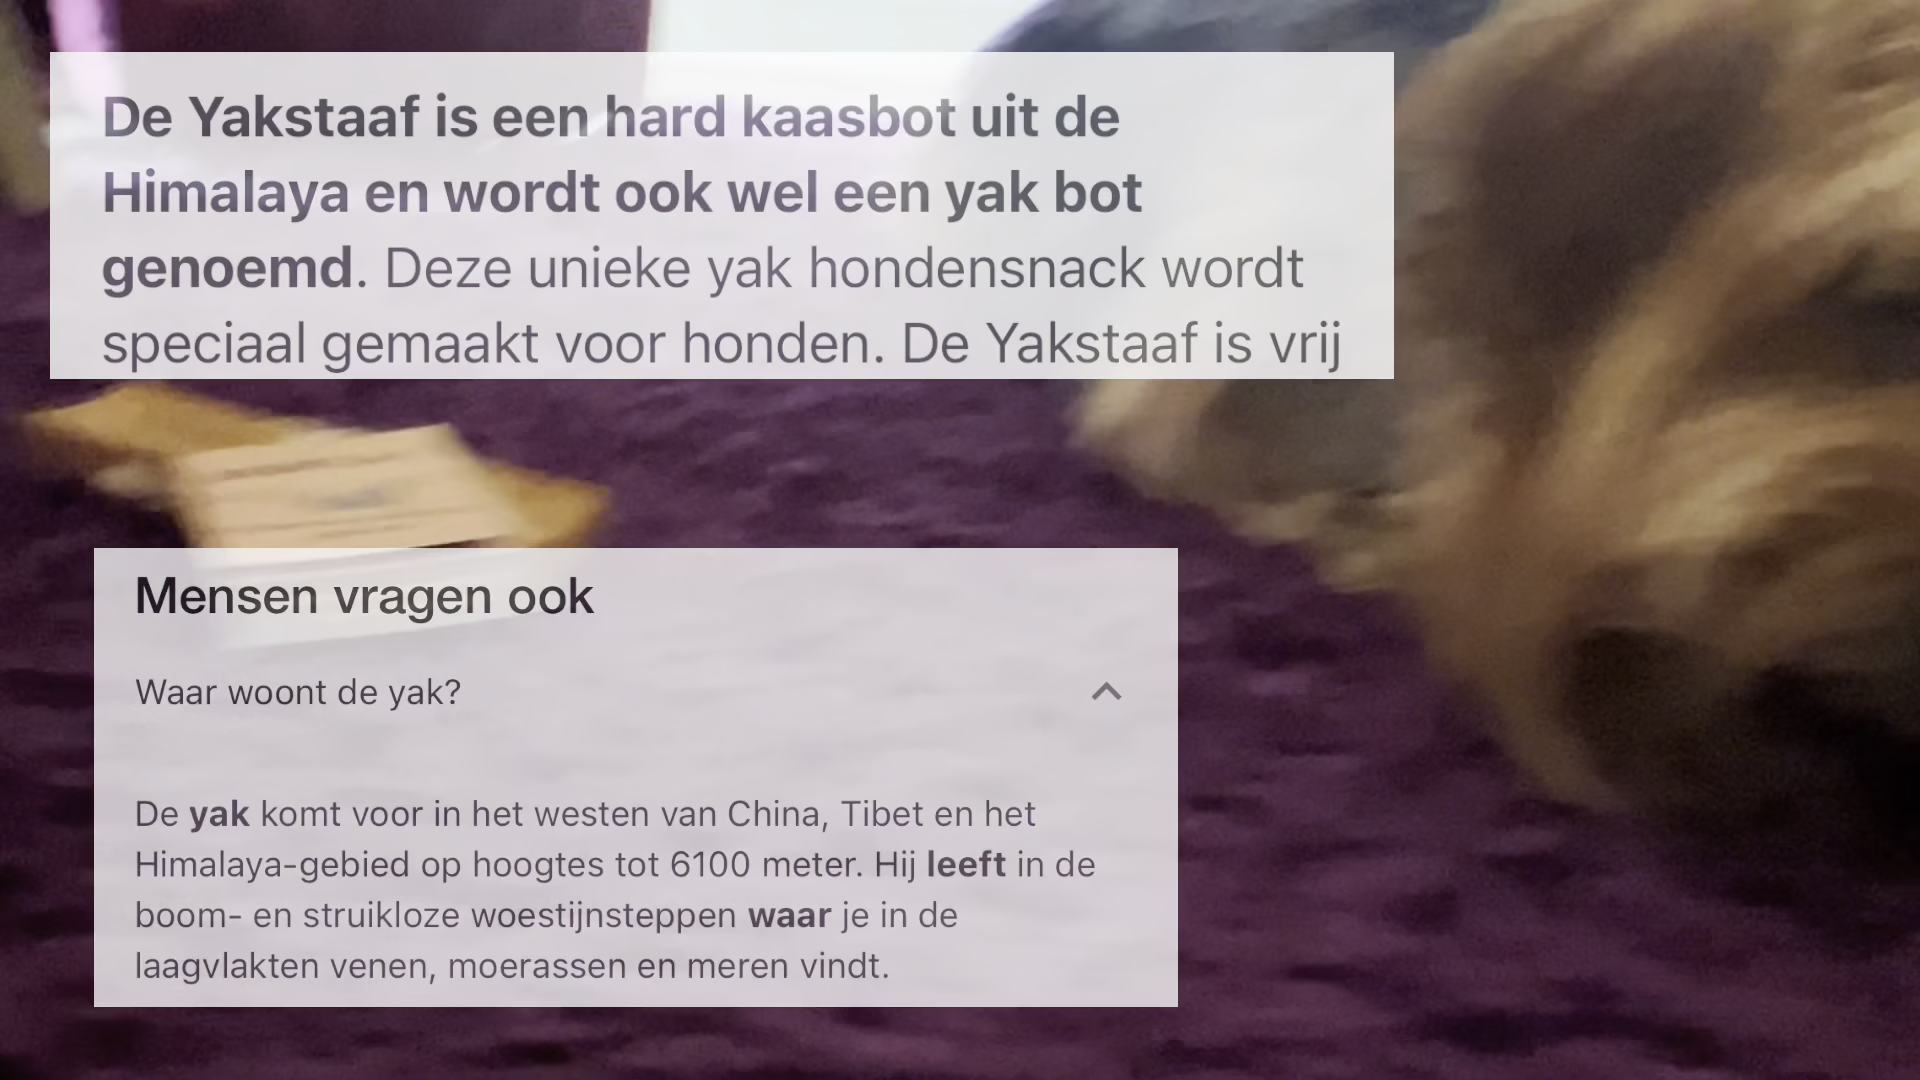 De Yakstaaf is een hard kaasbot uit de
Himalaya en wordt ook wel een yak bot
genoemd. Deze unieke yak hondensnack wordt
speciaal gemaakt voor honden. De Yakstaaf is vrij
Mensen vragen ook
Waar woont de yak?
De yak komt voor in het westen van China, Tibet en het
Himalaya-gebied op hoogtes tot 6100 meter. Hij leeft in de
boom- en struikloze woestijnsteppen waar je in de
laagvlakten venen, moerassen en meren vindt.